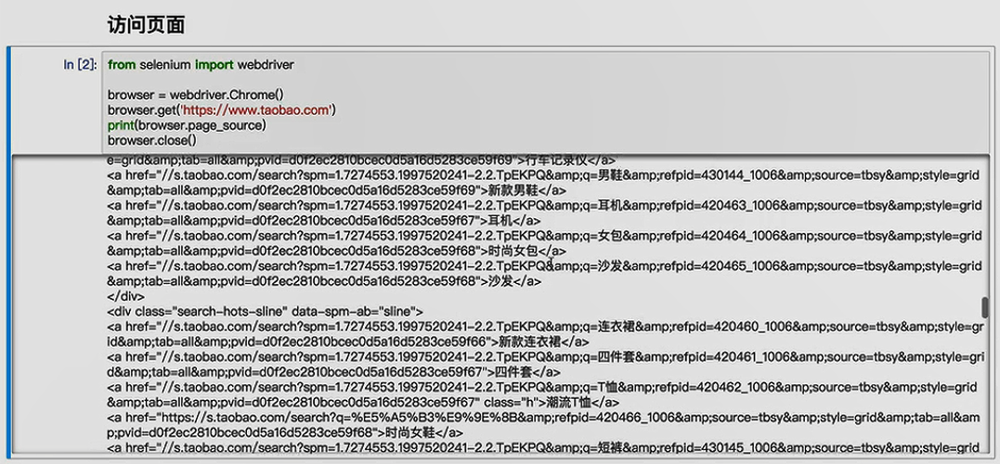 访问页面
In [2]: from selenium import webdriver
browser = webdriver.Chrome()
browser.get('https://www.taobao.com')
print(browser.page_source)
browser.close()
e=grid&amp;tab=all&amp;pvid=d0f2ec2810bcec0d5a16d5283ce59f69">行车记录仪</a>
<a href="//s.taobao.com/search?spm=1.7274553.1997520241-2.2.TpEKPQ&amp;q=男鞋&amp;refpid=430144_1006&amp;source=tbsy&amp;style=grid
&amp;tab=all&amp;pvid=d0f2ec2810bcec0d5a16d5283ce59f69">新款男鞋</a>
<a href="//s.taobao.com/search?spm=1.7274553.1997520241-2.2.TpEKPQ&amp;q=耳机&amp;refpid=420463_1006&amp;source=tbsy&amp;style=grid
&amp;tab=all&amp;pvid=d0f2ec2810bcec0d5a16d5283ce59f67">耳机</a>
<a href="//s.taobao.com/search?spm=1.7274553.1997520241-2.2.TpEKPQ&amp;q=女包&amp;refpid=420464_1006&amp;source=tbsy&amp;style=grid
&amp;tab=all&amp;pvid=d0f2ec2810bcec0d5a16d5283ce59f68">时尚女包</a>
<a href="//s.taobao.com/search?spm=1.7274553.1997520241-2.2.TpEKPQ&amp;q=沙发&amp;refpid=420465_1006&amp;source=tbsy&amp;style=grid
&amp;tab=all&amp;pvid=d0f2ec2810bcec0d5a16d5283ce59f68">沙发</a>
</div>
<div class="search-hots-sline" data-spm-ab="sline">
<a href="//s.taobao.com/search?spm=1.7274553.1997520241-2.2.TpEKPQ&amp;q=连衣裙&amp;refpid=420460_1006&amp;source=tbsy&amp;style=gr
id&amp;tab=all&amp;pvid=d0f2ec2810bcec0d5a16d5283ce59f66">新款连衣裙</a>
<a href="//s.taobao.com/search?spm=1.7274553.1997520241-2.2.TpEKPQ&amp;q=四件套&amp;refpid=420461_1006&amp;source=tbsy&amp;style=gri
d&amp;tab=all&amp;pvid=d0f2ec2810bcec0d5a16d5283ce59f67">四件套</a>
<a href="//s.taobao.com/search?spm=1.7274553.1997520241-2.2.TpEKPQ&amp;q=T恤&amp;refpid=420462_1006&amp;source=tbsy&amp;style=grid
&amp;tab=all&amp;pvid=d0f2ec2810bcec0d5a16d5283ce59f67" class="h">潮流T恤</a>
<a href="https://s.taobao.com/search?q=%E5%A5%B3%E9%9E%8B&amp;refpid=420466_1006&amp;source=tbsy&amp;style=grid&amp;tab=all&am
p;pvid=d0f2ec2810bcec0d5a16d5283ce59f68">时尚女鞋</a>
<a href="//s.taobao.com/search?spm=1.7274553.1997520241-2.2.TpEKPQ&amp;q=短裤&amp;refpid=430145_1006&amp;source=tbsy&amp;style=grid